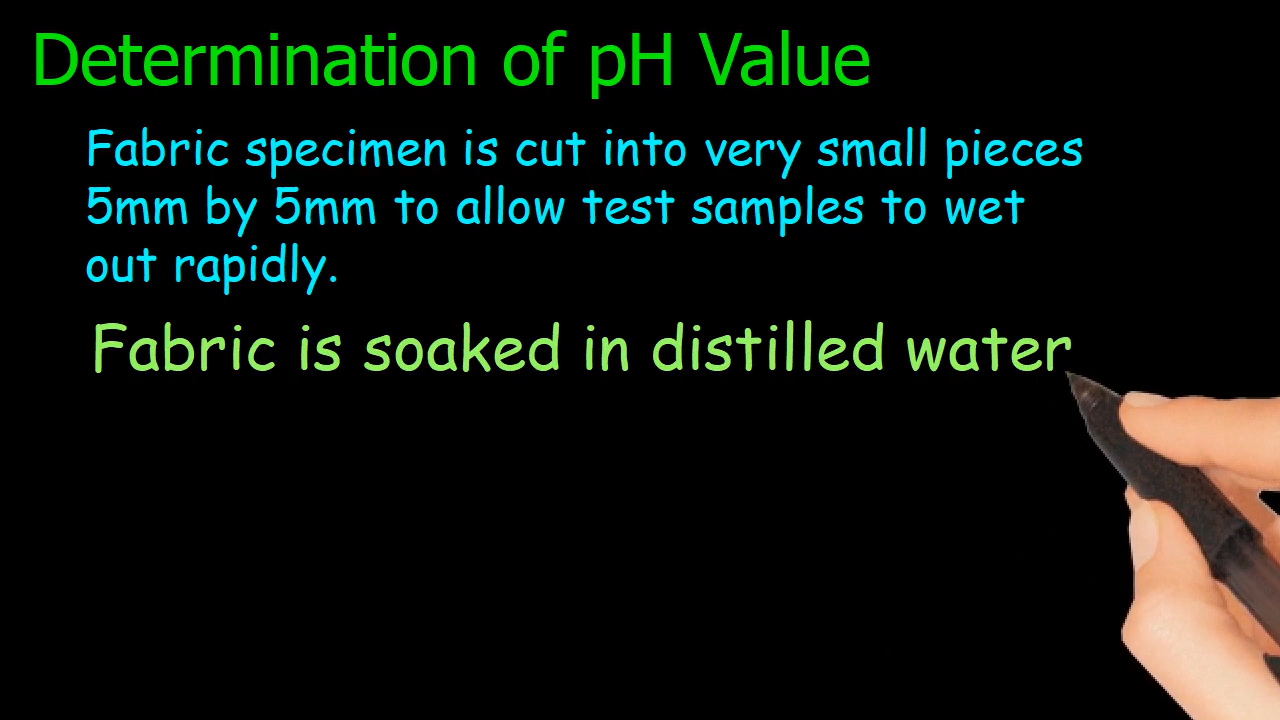 Determination of pH Value
Fabric specimen is cut into very small pieces
5mm by 5mm to allow test samples to wet
out rapidly.
Fabric is soaked in distilled water